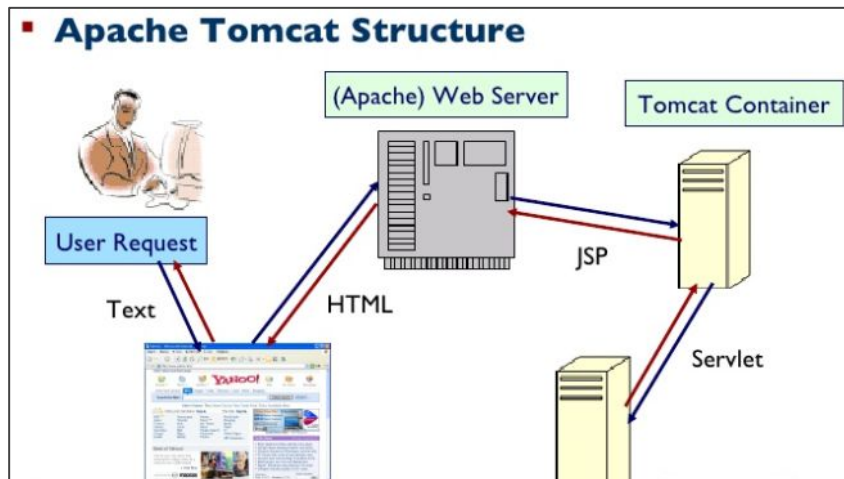 ▪ Apache Tomcat Structure
(Apache) Web Server
Tomcat Container
User Request
JSP
Text
HTML
Servlet
YAHOO!